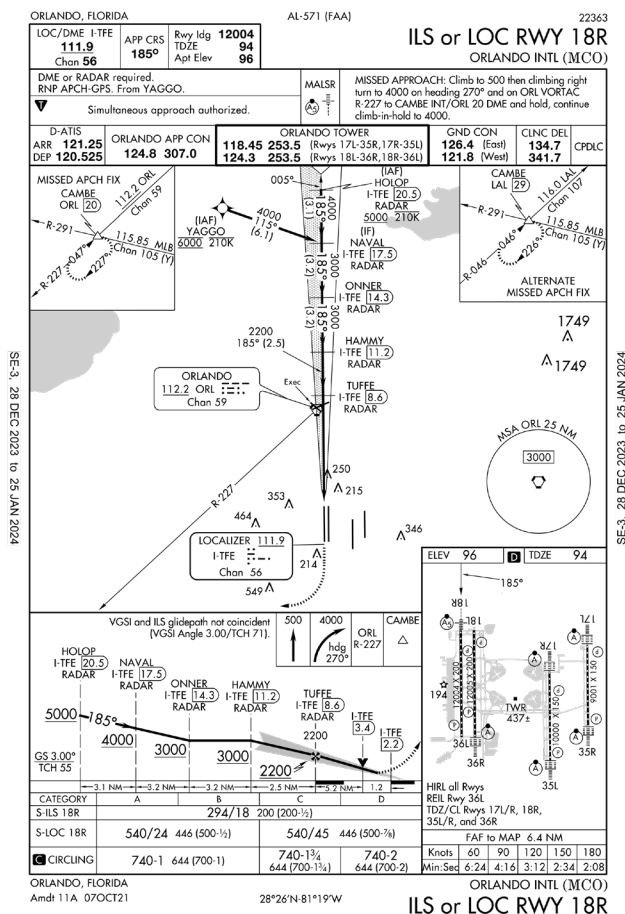 ORLANDO, FLORIDA
AL-571 (FAA)
22363
LOC/DME I-TFE
111.9
Chan 56
APP CRS
185°
Rwy ldg 12004
TDZE 94
Apt Elev 96
ILS or LOC RWY 18R
ORLANDO INTL (MCO)
DME or RADAR required.
RNP APCH-GPS. From YAGGO.
T
Simultaneous approach authorized.
MALSR
A5
MISSED APPROACH: Climb to 500 then climbing right
turn to 4000 on heading 270° and on ORL VORTAC
R-227 to CAMBE INT/ORL 20 DME and hold, continue
climb-in-hold to 4000.
D-ATIS
ARR 121.25
DEP 120.525
ORLANDO APP CON
124.8 307.0
ORLANDO TOWER
118.45 253.5 (Rwys 17L-35R,17R-35L)
124.3 253.5 (Rwys 18L-36R,18R-36L)
GND CON
126.4 (East)
121.8 (West)
CLNC DEL
134.7
341.7
CPDLC
MISSED APCH FIX
CAMBE
ORL 20
112.2 ORL
Chan 59
R-291
115.85 MLB
Chan 105 (Y)
047°
227°
R-227
(IAF)
YAGGO
6000 210K
4000
115°
(6.1)
005°
(IAF)
HOLOP
I-TFE 20.5
RADAR
5000 210K
4000
185°
(3.1)
(IF)
NAVAL
I-TFE 17.5
RADAR
3000
185°
(3.2)
ONNER
I-TFE 14.3
RADAR
3000
185°
(3.2)
2200
185° (2.5)
HAMMY
I-TFE 11.2
RADAR
TUFFE
I-TFE 8.6
RADAR
CAMBE
LAL 29
116.0 LAL
Chan 107
R-291
115.85 MLB
Chan 105 (Y)
046°
226°
R-046
ALTERNATE
MISSED APCH FIX
1749
1749
ORLANDO
112.2 ORL
Chan 59
Exec
MSA ORL 25 NM
3000
R-227
250
215
353
464
346
LOCALIZER 111.9
I-TFE
Chan 56
214
549
SE-3, 28 DEC 2023 to 25 JAN 2024
SE-3, 28 DEC 2023 to 25 JAN 2024
VGSI and ILS glidepath not coincident
(VGSI Angle 3.00/TCH 71).
500
4000
hdg
270°
ORL
R-227
CAMBE
HOLOP
I-TFE 20.5
RADAR
NAVAL
I-TFE 17.5
RADAR
ONNER
I-TFE 14.3
RADAR
HAMMY
I-TFE 11.2
RADAR
TUFFE
I-TFE 8.6
RADAR
I-TFE
3.4
I-TFE
2.2
5000
185°
4000
3000
3000
2200
2200
GS 3.00°
TCH 55
3.1 NM
3.2 NM
3.2 NM
2.5 NM
5.2 NM
1.2
CATEGORY A B C D
S-ILS 18R 294/18 200 (200-½)
S-LOC 18R 540/24 446 (500-½) 540/45 446 (500-⅞)
C CIRCLING 740-1 644 (700-1) 740-1¾ 644 (700-1¾) 740-2 644 (700-2)
ELEV 96
D
TDZE 94
185°
18R
18L
17R
17L
A5
A
A
A
A
A
P
P
P
P
P
P
12004 X 200
12005 X 200
10000 X 150
9001 X 150
194
TWR
437±
36L
36R
35L
35R
HIRL all Rwys
REIL Rwy 36L
TDZ/CL Rwys 17L/R, 18R,
35L/R, and 36R
FAF to MAP 6.4 NM
Knots 60 90 120 150 180
Min:Sec 6:24 4:16 3:12 2:34 2:08
ORLANDO, FLORIDA
Amdt 11A 07OCT21
28°26'N-81°19'W
ORLANDO INTL (MCO)
ILS or LOC RWY 18R